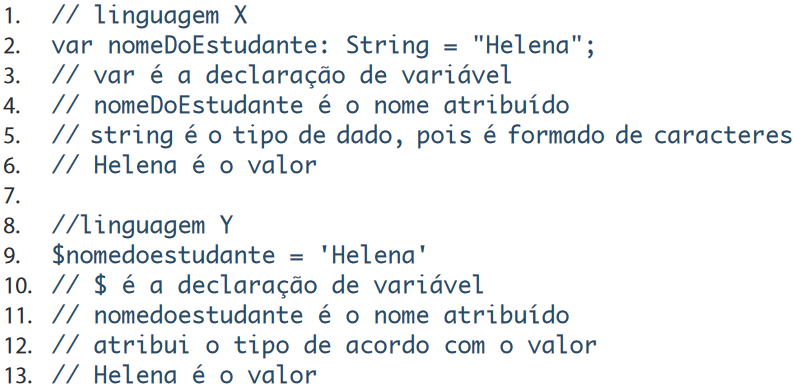 1. // linguagem X
2. var nomeDoEstudante: String = "Helena";
3. // var é a declaração de variável
4. // nomeDoEstudante é o nome atribuído
5. // string é o tipo de dado, pois é formado de caracteres
6. // Helena é o valor
7.
8. //linguagem Y
9. $nomedoestudante = 'Helena'
10. // $ é a declaração de variável
11. // nomedoestudante é o nome atribuído
12. // atribui o tipo de acordo com o valor
13. // Helena é o valor